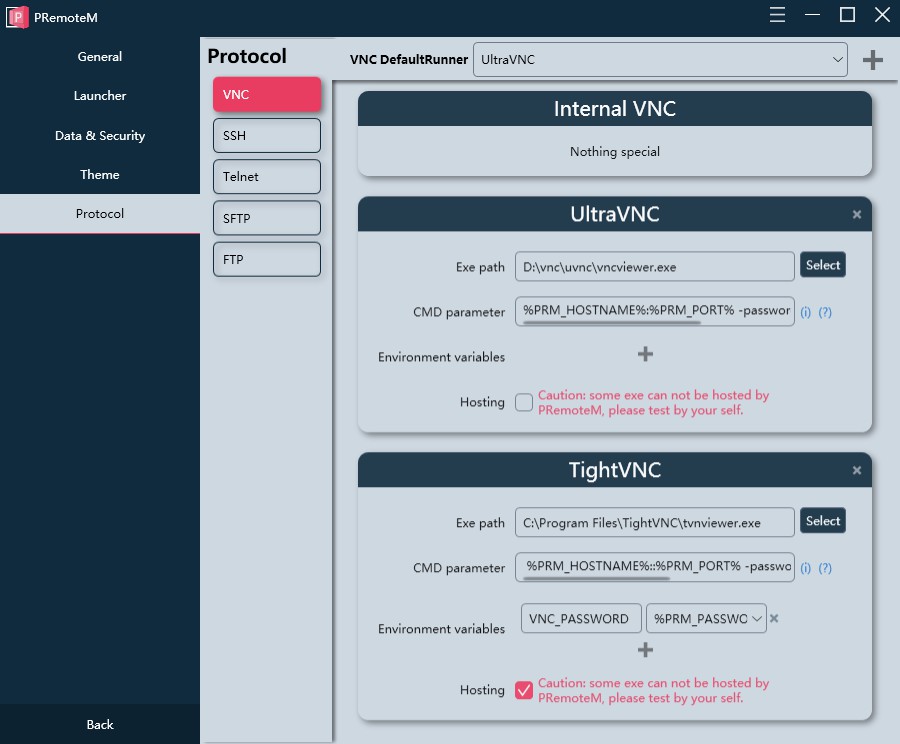 PRemoteM
General
Launcher
Data & Security
Theme
Protocol
Back
Protocol
VNC
SSH
Telnet
SFTP
FTP
VNC DefaultRunner UltraVNC
Internal VNC
Nothing special
UltraVNC
Exe path D:\vnc\uvnc\vncviewer.exe Select
CMD parameter %PRM_HOSTNAME%:%PRM_PORT% -passwor (i) (?)
Environment variables
Hosting Caution: some exe can not be hosted by
PRemoteM, please test by your self.
TightVNC
Exe path C:\Program Files\TightVNC\tvnviewer.exe Select
CMD parameter %PRM_HOSTNAME%::%PRM_PORT% -passwo (i) (?)
Environment variables VNC_PASSWORD %PRM_PASSWO
Hosting Caution: some exe can not be hosted by
PRemoteM, please test by your self.